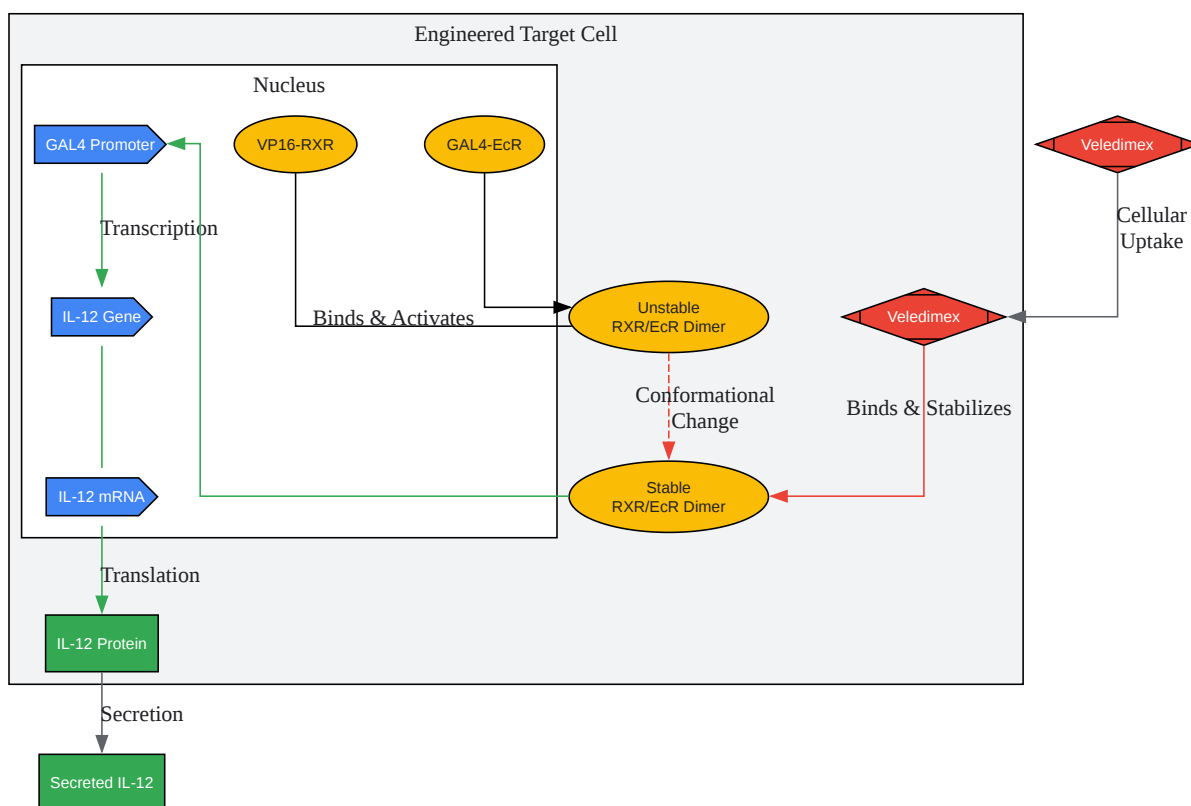 Engineered Target Cell
Nucleus
GAL4 Promoter
VP16-RXR
GAL4-EcR
Veledimex
Transcription
Cellular
Uptake
IL-12 Gene
Binds & Activates
Unstable
RXR/EcR Dimer
Veledimex
Conformational
Change
Binds & Stabilizes
IL-12 mRNA
Stable
RXR/EcR Dimer
Translation
IL-12 Protein
Secretion
Secreted IL-12